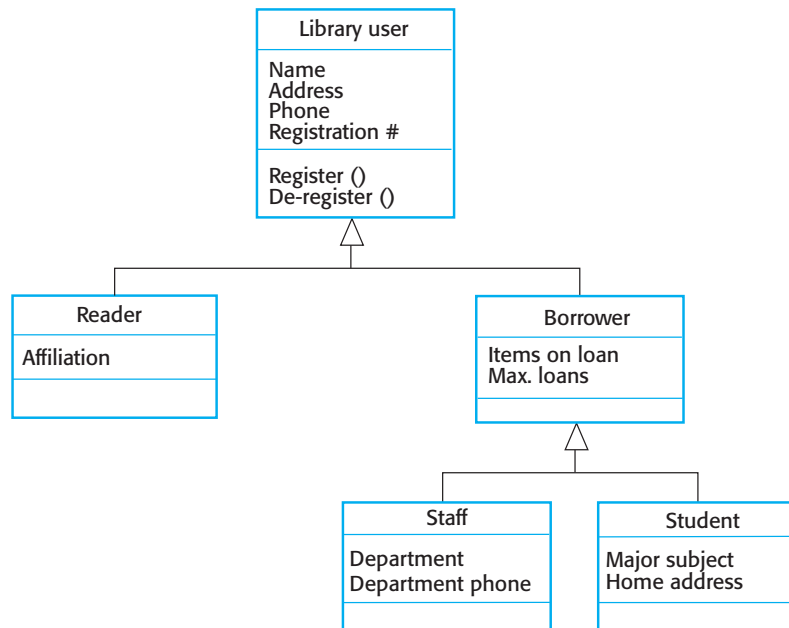 Library user
Name
Address
Phone
Registration #
Register ()
De-register ()
Reader
Affiliation
Borrower
Items on loan
Max. loans
Staff
Department
Department phone
Student
Major subject
Home address